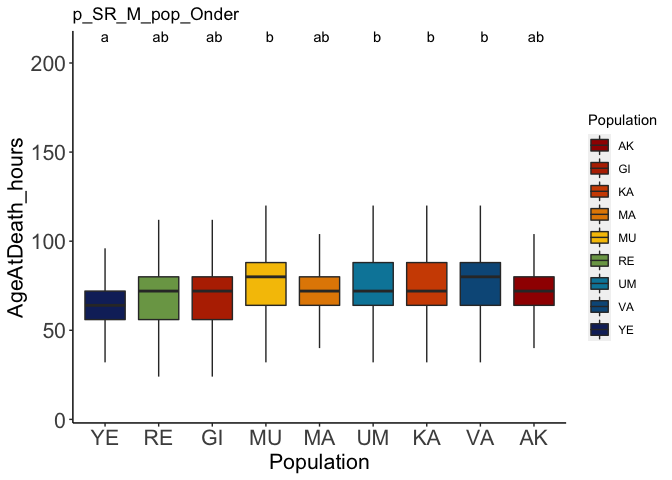 p_SR_M_pop_Onder
a ab ab b ab b b b ab
200
150
100
50
0
AgeAtDeath_hours
YE RE GI MU MA UM KA VA AK
Population
Population
AK
GI
KA
MA
MU
RE
UM
VA
YE